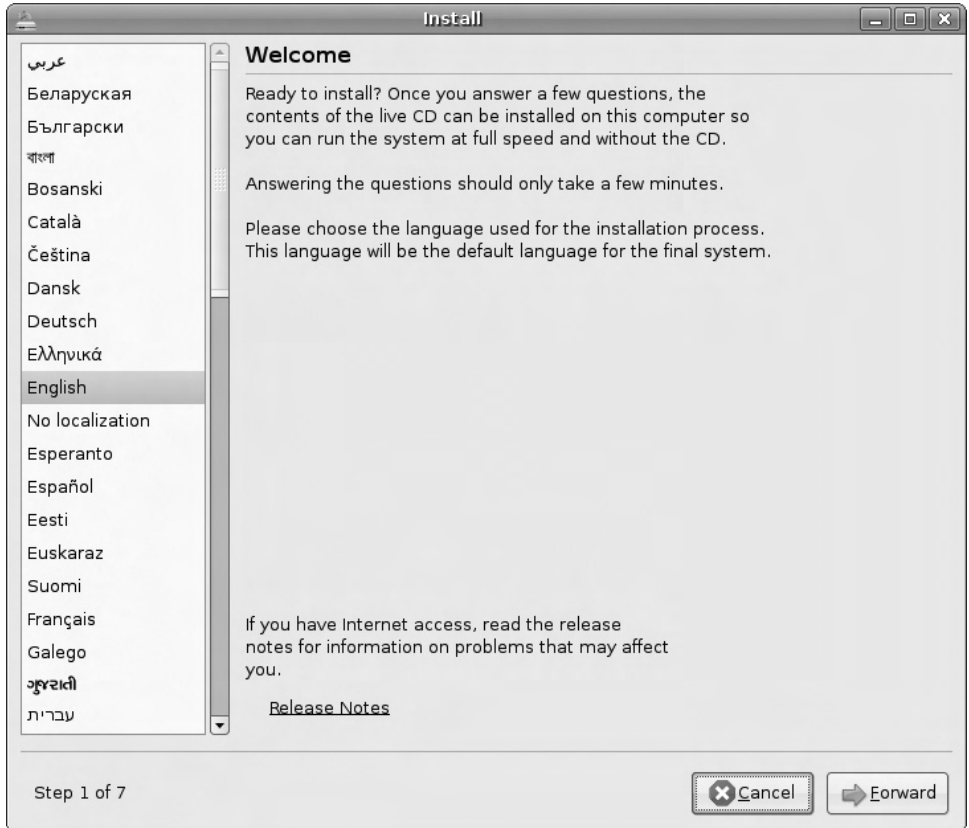 Install
عربي
Беларуская
Български
বাংলা
Bosanski
Català
Čeština
Dansk
Deutsch
Ελληνικά
English
No localization
Esperanto
Español
Eesti
Euskaraz
Suomi
Français
Galego
ગુજરાતી
עברית
Welcome
Ready to install? Once you answer a few questions, the
contents of the live CD can be installed on this computer so
you can run the system at full speed and without the CD.
Answering the questions should only take a few minutes.
Please choose the language used for the installation process.
This language will be the default language for the final system.
If you have Internet access, read the release
notes for information on problems that may affect
you.
Release Notes
Step 1 of 7
Cancel
Forward